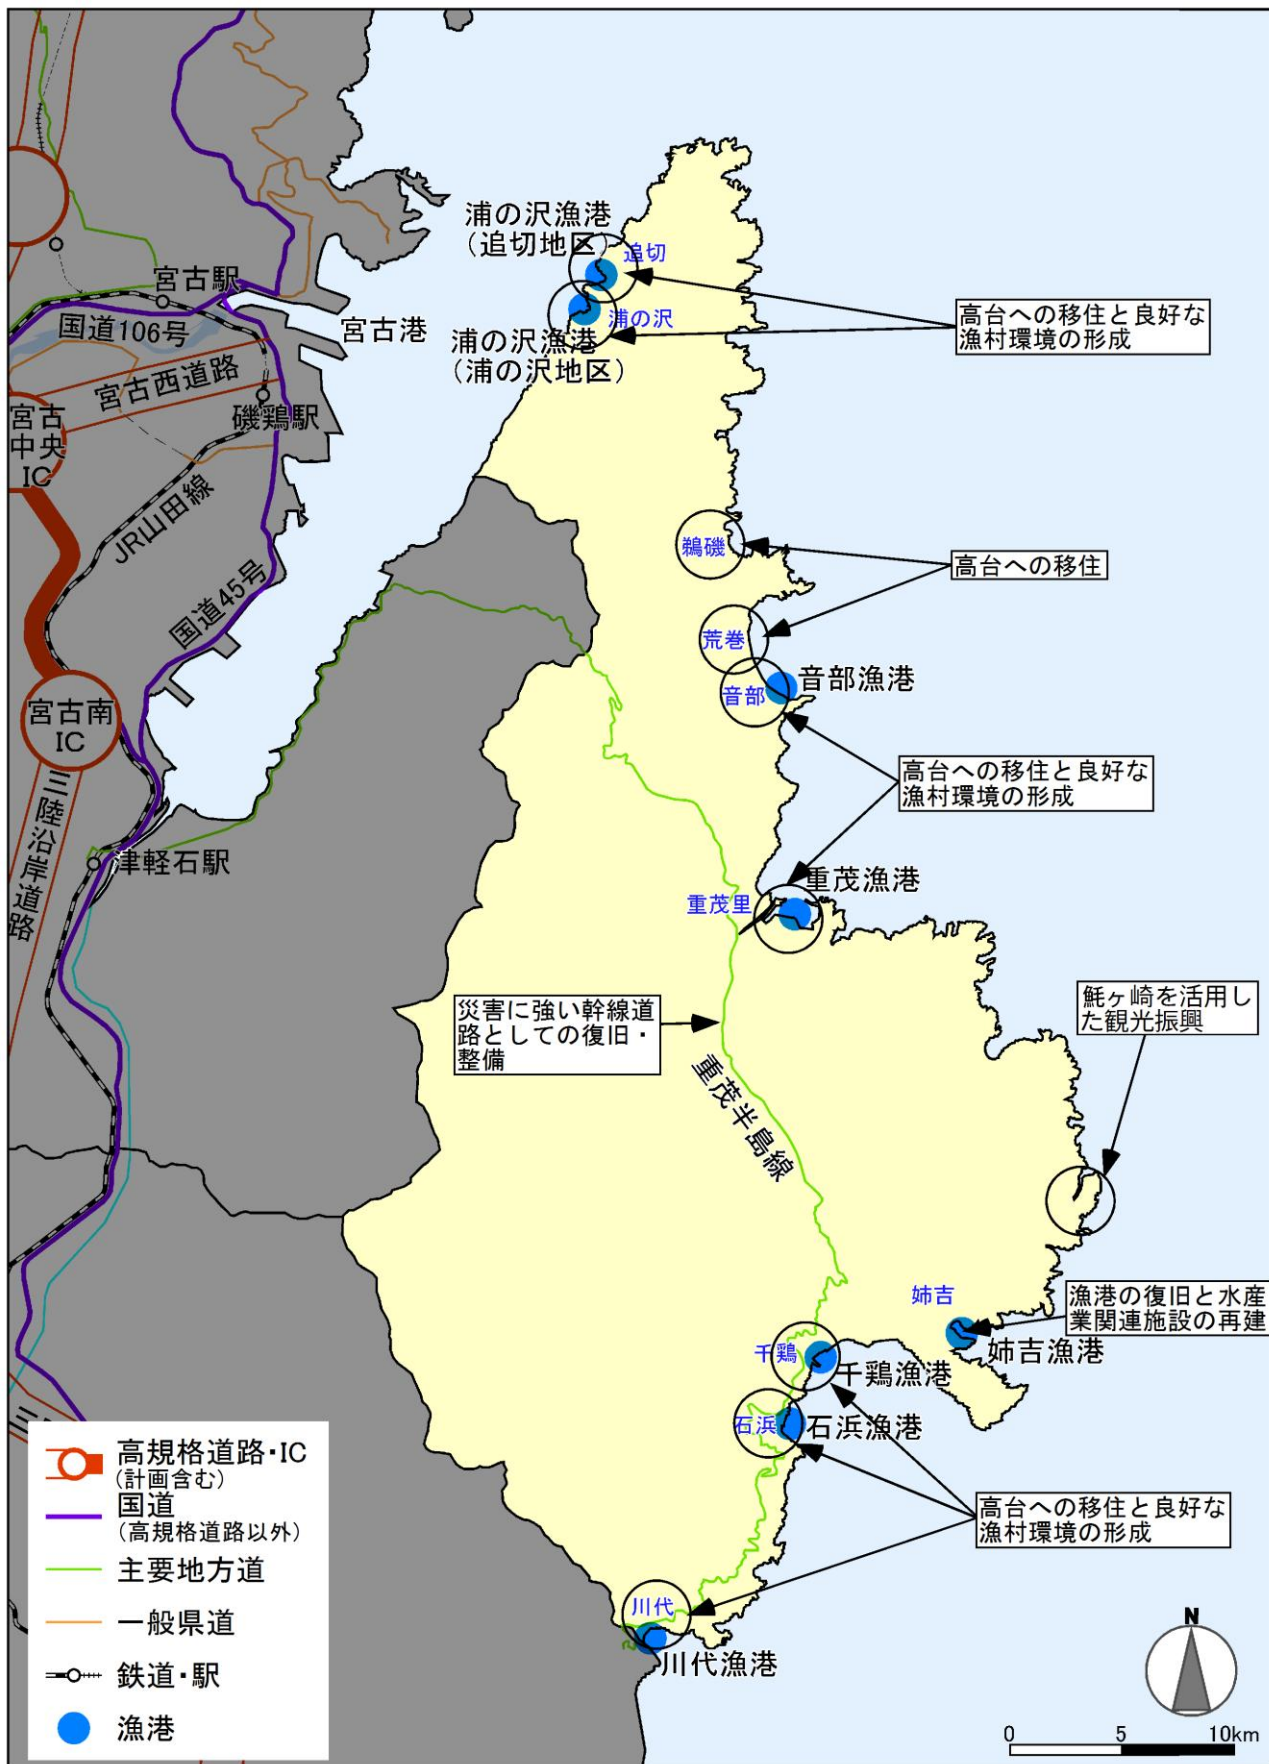 浦の沢漁港
(追切地区)
追切
浦の沢
浦の沢漁港
(浦の沢地区)
高台への移住と良好な
漁村環境の形成
宮古駅
国道106号
宮古港
宮古西道路
磯鶏駅
宮古
中央
IC
JR山田線
国道45号
鵜磯
高台への移住
荒巻
音部
音部漁港
宮古南
IC
三陸沿岸道路
津軽石駅
高台への移住と良好な
漁村環境の形成
重茂漁港
重茂里
災害に強い幹線道
路としての復旧・
整備
重茂半島線
魹ヶ崎を活用し
た観光振興
姉吉
漁港の復旧と水産
業関連施設の再建
姉吉漁港
千鶏
千鶏漁港
石浜
石浜漁港
高台への移住と良好な
漁村環境の形成
川代
川代漁港
三
高規格道路・IC
(計画含む)
国道
(高規格道路以外)
主要地方道
一般県道
鉄道・駅
漁港
N
0 5 10km